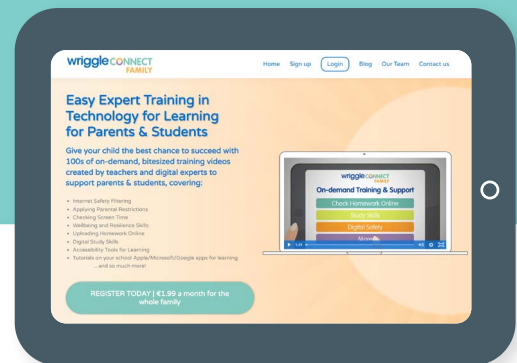 wriggle CONNECT
FAMILY
Home Sign up Login Blog Our Team Contact us
Easy Expert Training in
Technology for Learning
for Parents & Students
Give your child the best chance to succeed with
100s of on-demand, bitesized training videos
created by teachers and digital experts to
support parents & students, covering:
Internet Safety Filtering
Applying Parental Restrictions
Checking Screen Time
Wellbeing and Resilience Skills
Uploading Homework Online
Digital Study Skills
Accessibility Tools for Learning
Tutorials on your school Apple/Microsoft/Google apps for learning
...and so much more!
REGISTER TODAY | €1.99 a month for the
whole family
wriggle CONNECT
FAMILY
On-demand Training & Support
Check Homework Online
Study Skills
Digital Safety